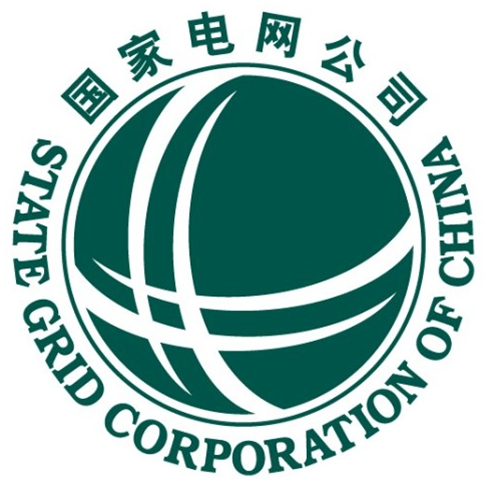 国家电网公司
STATE GRID CORPORATION OF CHINA